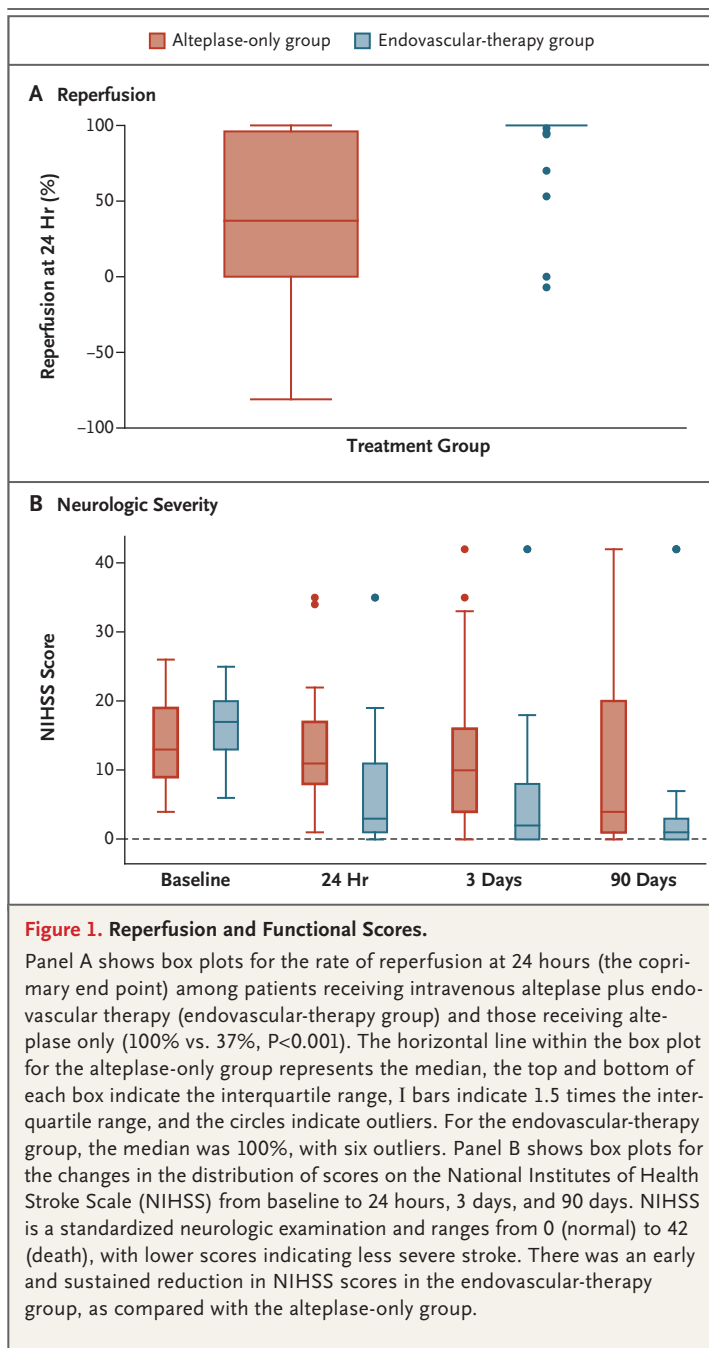 Alteplase-only group Endovascular-therapy group
A Reperfusion
100
50
0
−50
−100
Reperfusion at 24 Hr (%)
Treatment Group
B Neurologic Severity
40
30
20
10
0
NIHSS Score
Baseline 24 Hr 3 Days 90 Days
Figure 1. Reperfusion and Functional Scores.
Panel A shows box plots for the rate of reperfusion at 24 hours (the copri-
mary end point) among patients receiving intravenous alteplase plus endo-
vascular therapy (endovascular-therapy group) and those receiving alte-
plase only (100% vs. 37%, P<0.001). The horizontal line within the box plot
for the alteplase-only group represents the median, the top and bottom of
each box indicate the interquartile range, I bars indicate 1.5 times the inter-
quartile range, and the circles indicate outliers. For the endovascular-therapy
group, the median was 100%, with six outliers. Panel B shows box plots for
the changes in the distribution of scores on the National Institutes of Health
Stroke Scale (NIHSS) from baseline to 24 hours, 3 days, and 90 days. NIHSS
is a standardized neurologic examination and ranges from 0 (normal) to 42
(death), with lower scores indicating less severe stroke. There was an early
and sustained reduction in NIHSS scores in the endovascular-therapy
group, as compared with the alteplase-only group.